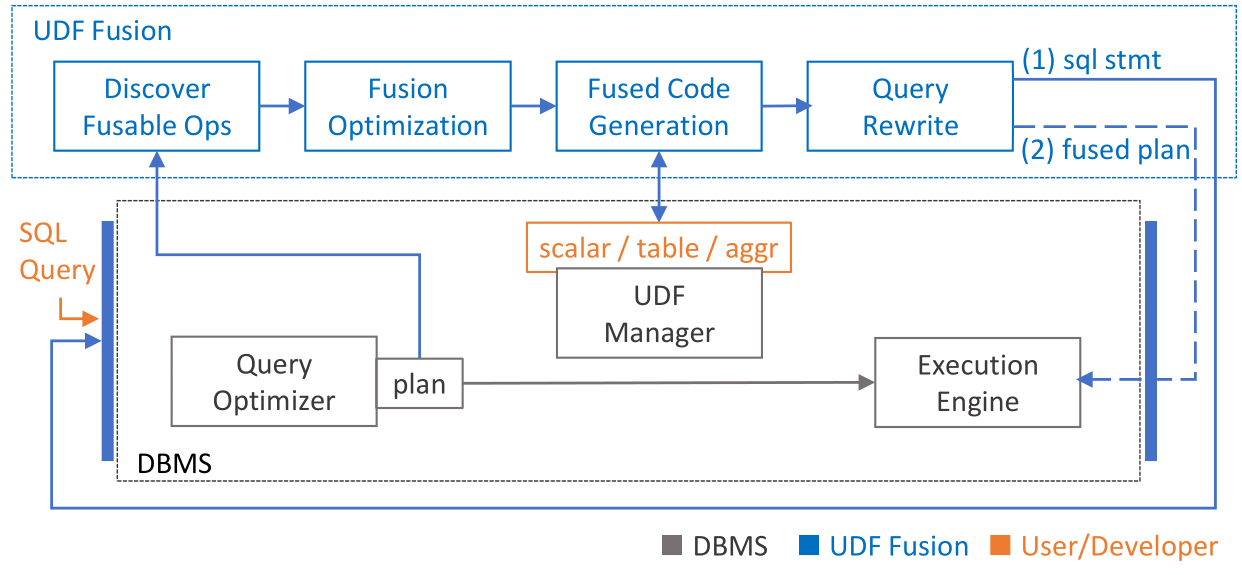 UDF Fusion
Discover
Fusable Ops
Fusion
Optimization
Fused Code
Generation
Query
Rewrite
(1) sql stmt
(2) fused plan
SQL
Query
scalar / table / aggr
UDF
Manager
Query
Optimizer
plan
Execution
Engine
DBMS
DBMS
UDF Fusion
User/Developer